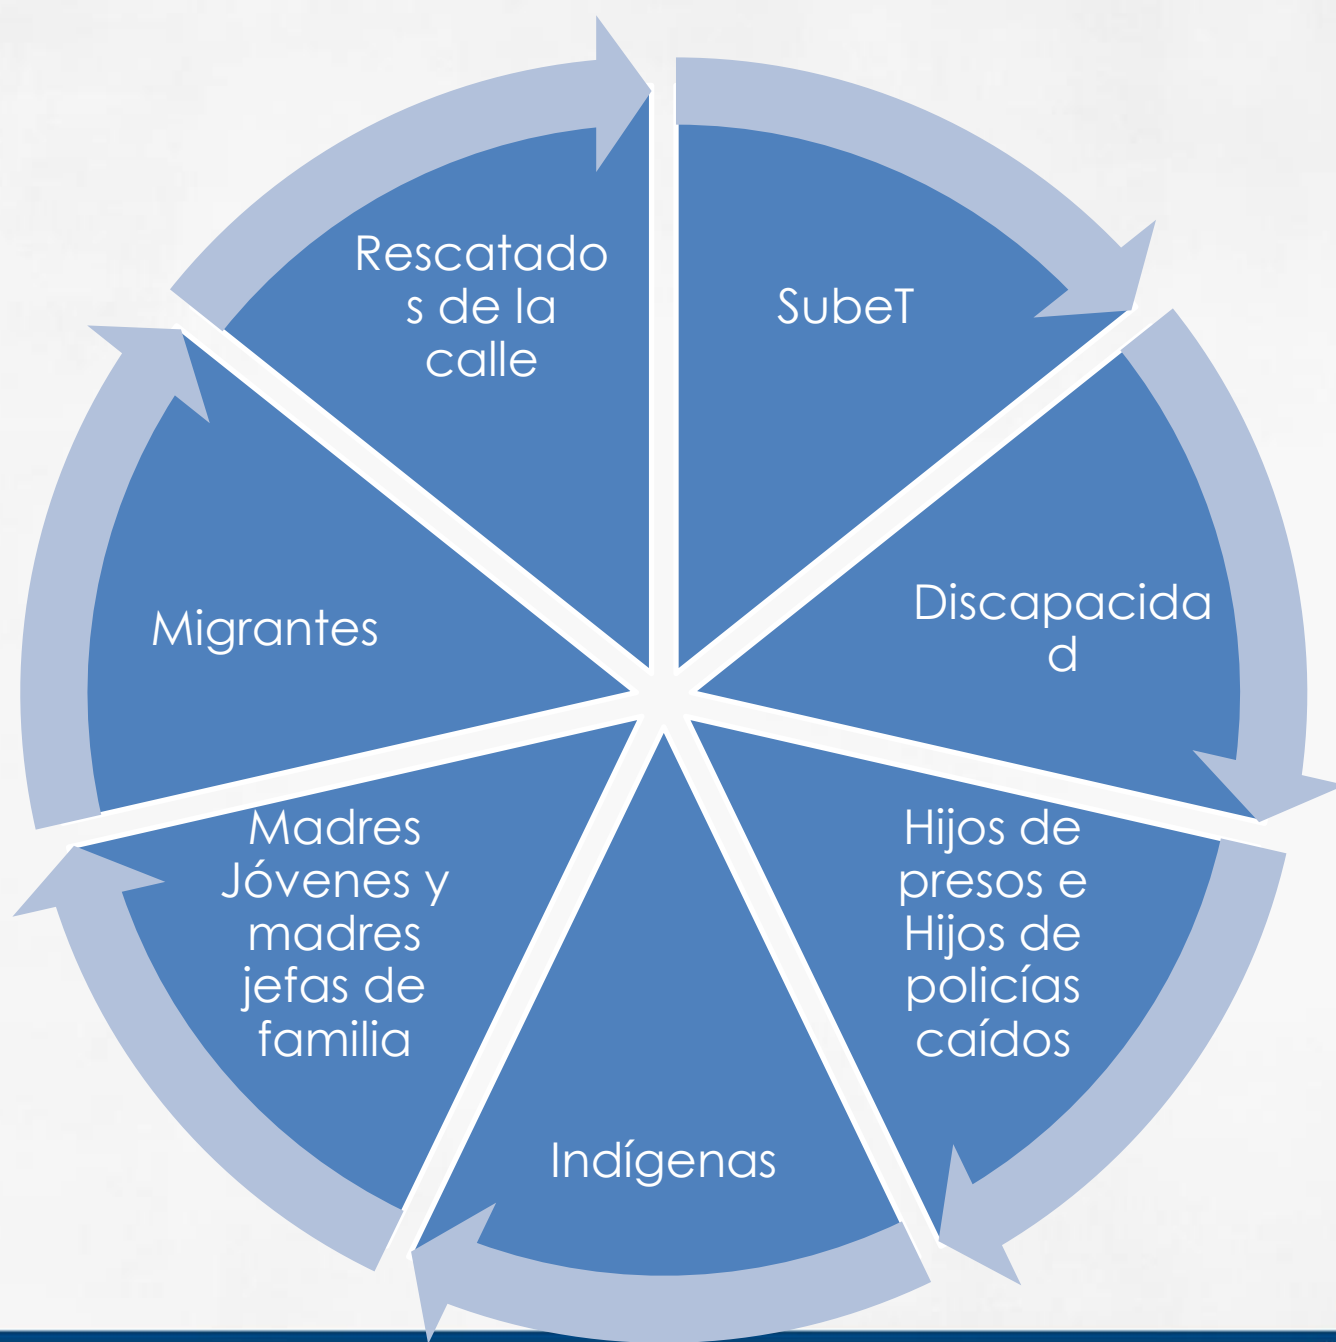 SubeT
Discapacida
d
Hijos de
presos e
Hijos de
policías
caídos
Indígenas
Madres
Jóvenes y
madres
jefas de
familia
Migrantes
Rescatado
s de la
calle